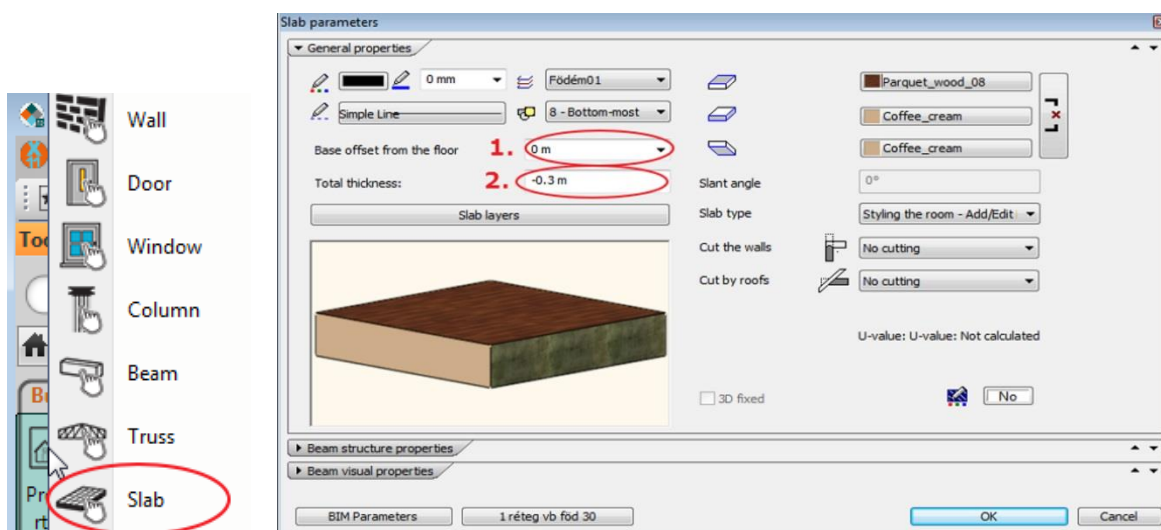 Wall
Door
Window
Column
Beam
Truss
Slab
Slab parameters
General properties
0 mm
Födém01
Parquet_wood_08
Simple Line
8 - Bottom-most
Coffee_cream
Base offset from the floor 1. 0 m
Coffee_cream
Total thickness: 2. -0.3 m
Slant angle 0°
Slab layers
Slab type Styling the room - Add/Edit
Cut the walls No cutting
Cut by roofs No cutting
U-value: U-value: Not calculated
3D fixed
No
Beam structure properties
Beam visual properties
BIM Parameters
1 réteg vb föd 30
OK
Cancel